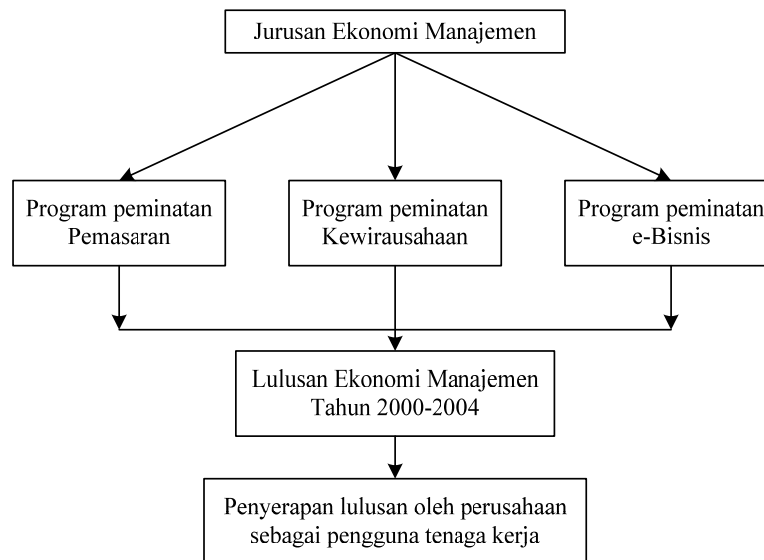 Jurusan Ekonomi Manajemen
Program peminatan
Pemasaran
Program peminatan
Kewirausahaan
Program peminatan
e-Bisnis
Lulusan Ekonomi Manajemen
Tahun 2000-2004
Penyerapan lulusan oleh perusahaan
sebagai pengguna tenaga kerja